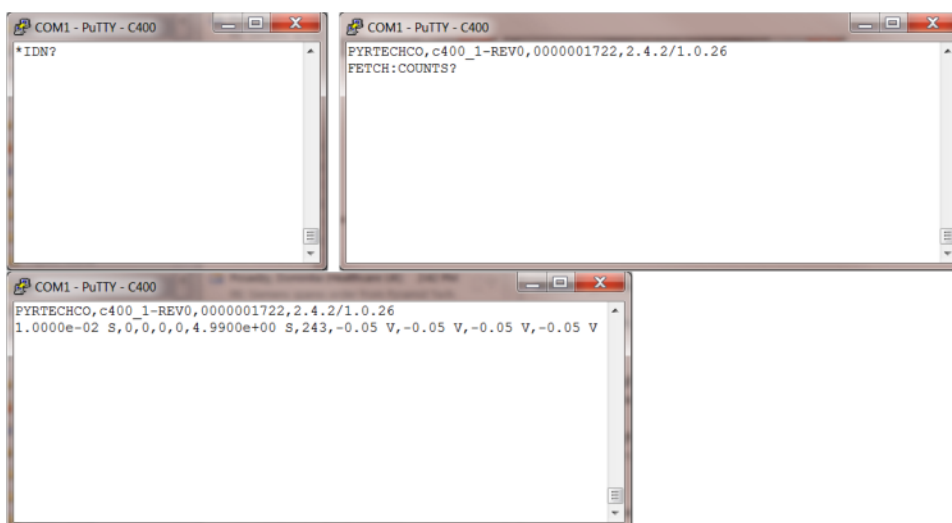 COM1 - PuTTY - C400
*IDN?
COM1 - PuTTY - C400
PYRTECHCO,c400_1-REV0,0000001722,2.4.2/1.0.26
FETCH:COUNTS?
COM1 - PuTTY - C400
PYRTECHCO,c400_1-REV0,0000001722,2.4.2/1.0.26
1.0000e-02 S,0,0,0,0,4.9900e+00 S,243,-0.05 V,-0.05 V,-0.05 V,-0.05 V